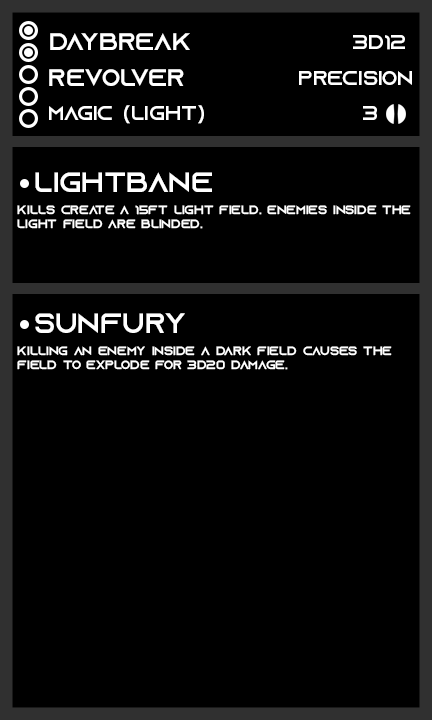 DAYBREAK 3D12
REVOLVER PRECISION
MAGIC (LIGHT) 3
•LIGHTBANE
KILLS CREATE A 15FT LIGHT FIELD. ENEMIES INSIDE THE
LIGHT FIELD ARE BLINDED.
•SUNFURY
KILLING AN ENEMY INSIDE A DARK FIELD CAUSES THE
FIELD TO EXPLODE FOR 3D20 DAMAGE.